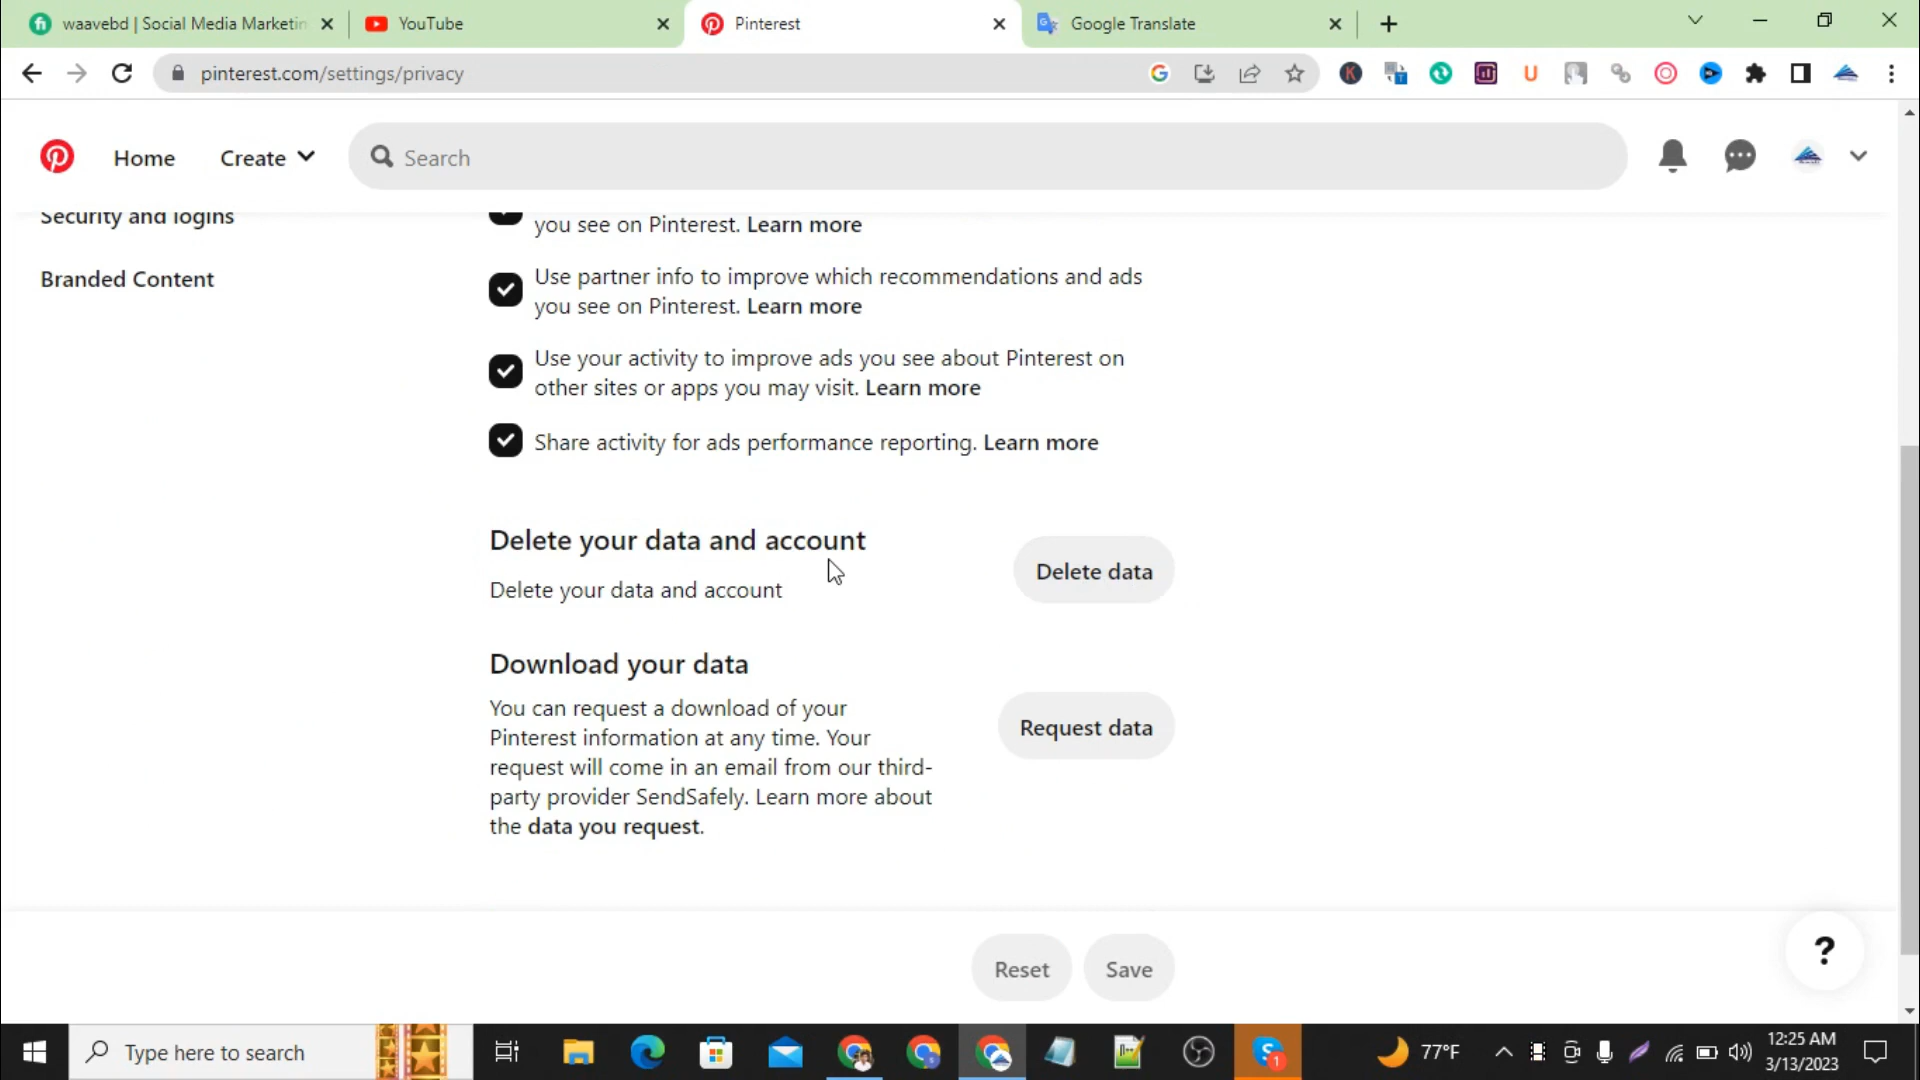 waavebd | Social Media Marketin
YouTube
Pinterest
Google Translate
pinterest.com/settings/privacy
Home
Create
Search
Security and logins
Branded Content
you see on Pinterest. Learn more
Use partner info to improve which recommendations and ads
you see on Pinterest. Learn more
Use your activity to improve ads you see about Pinterest on
other sites or apps you may visit. Learn more
Share activity for ads performance reporting. Learn more
Delete your data and account
Delete your data and account
Delete data
Download your data
You can request a download of your
Pinterest information at any time. Your
request will come in an email from our third-
party provider SendSafely. Learn more about
the data you request.
Request data
Reset
Save
?
Type here to search
77°F
12:25 AM
3/13/2023